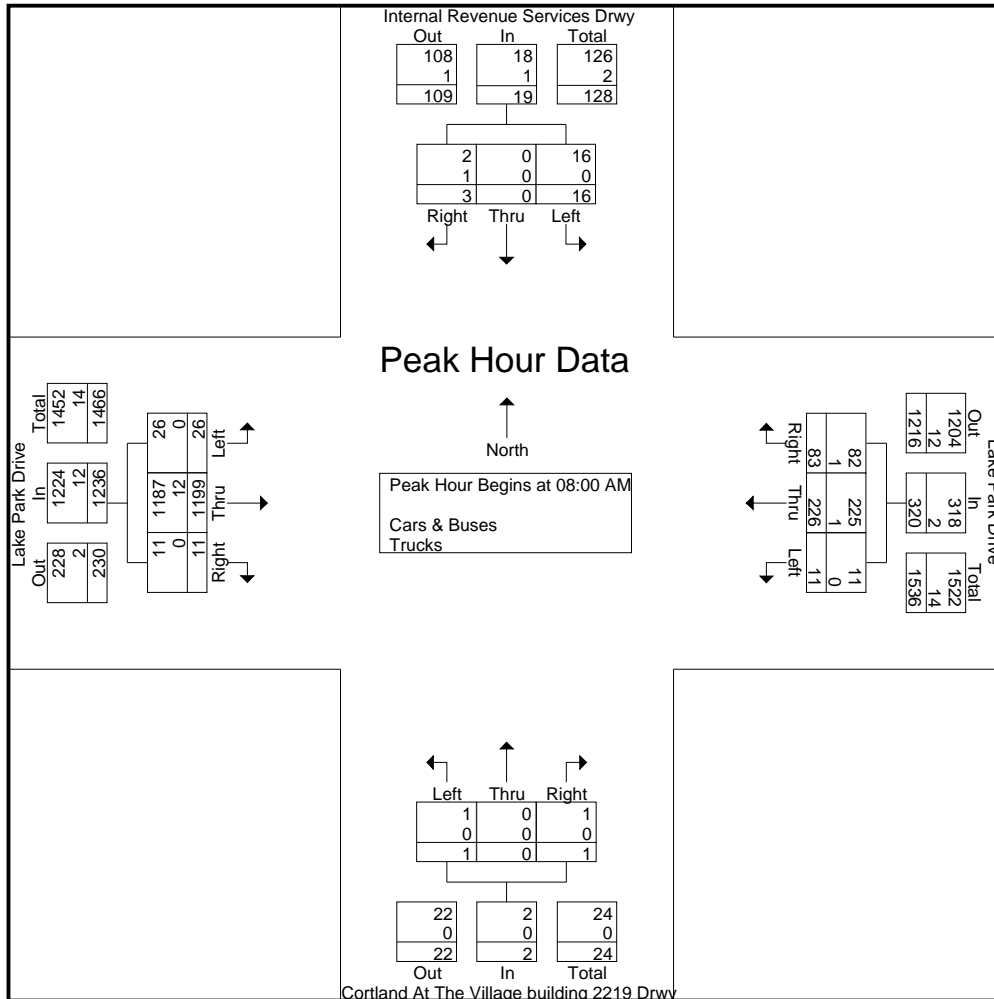 Internal Revenue Services Drwy
Out In Total
108 18 126
1 1 2
109 19 128
2 0 16
1 0 0
3 0 16
Right Thru Left
Peak Hour Data
North
Peak Hour Begins at 08:00 AM
Cars & Buses
Trucks
Lake Park Drive
Total In Out
1452 1224 228
14 12 2
1466 1236 230
26 1187 11
0 12 0
26 1199 11
Left Thru Right
Lake Park Drive
Out In Total
1204 318 1522
12 2 14
1216 320 1536
82 225 11
1 1 0
83 226 11
Right Thru Left
Left Thru Right
1 0 1
0 0 0
1 0 1
22 2 24
0 0 0
22 2 24
Out In Total
Cortland At The Village building 2219 Drwy